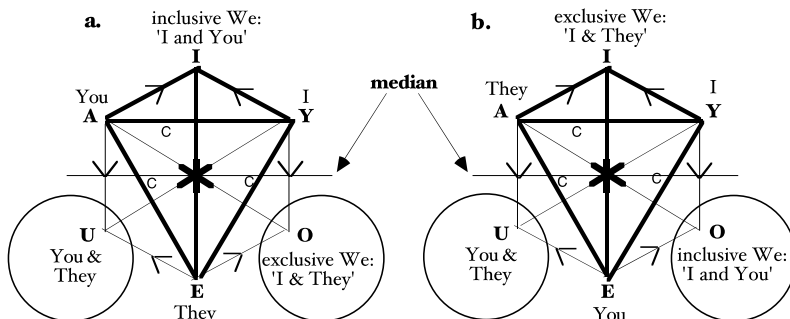 a.
inclusive We:
'I and You'
I
You
A
I
Y
C
C
C
U
You &
They
O
exclusive We:
'I & They'
E
They
median
b.
exclusive We:
'I & They'
I
They
A
I
Y
C
C
C
U
You &
They
O
inclusive We:
'I and You'
E
You